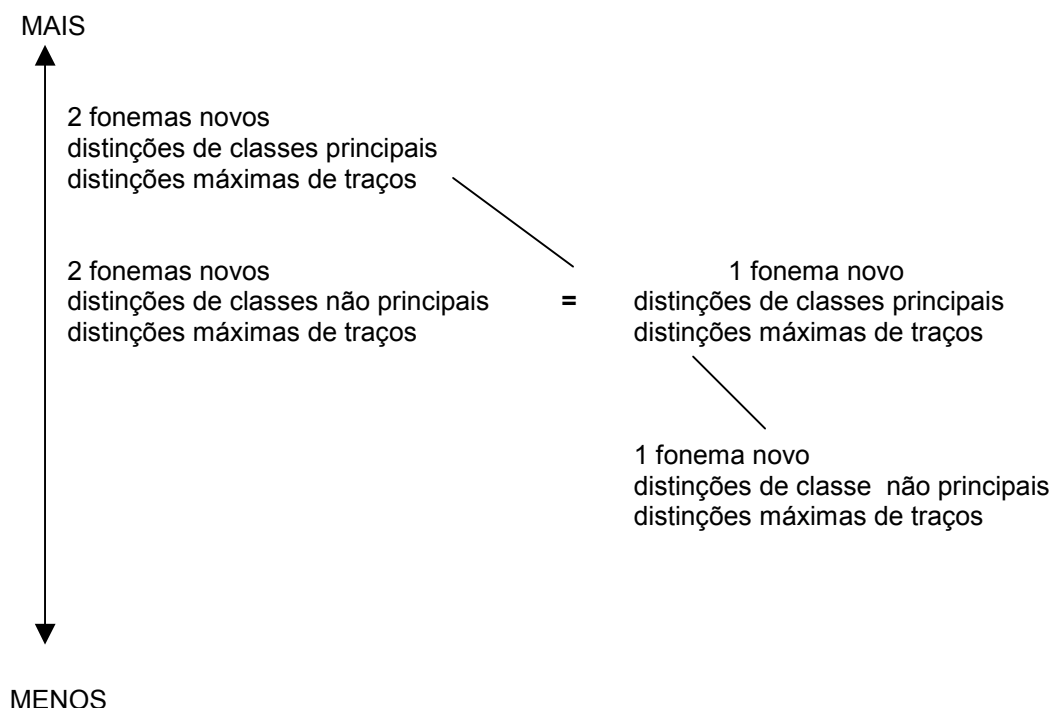 MAIS
2 fonemas novos
distinções de classes principais
distinções máximas de traços
2 fonemas novos
distinções de classes não principais
distinções máximas de traços
=
1 fonema novo
distinções de classes principais
distinções máximas de traços
1 fonema novo
distinções de classe não principais
distinções máximas de traços
MENOS